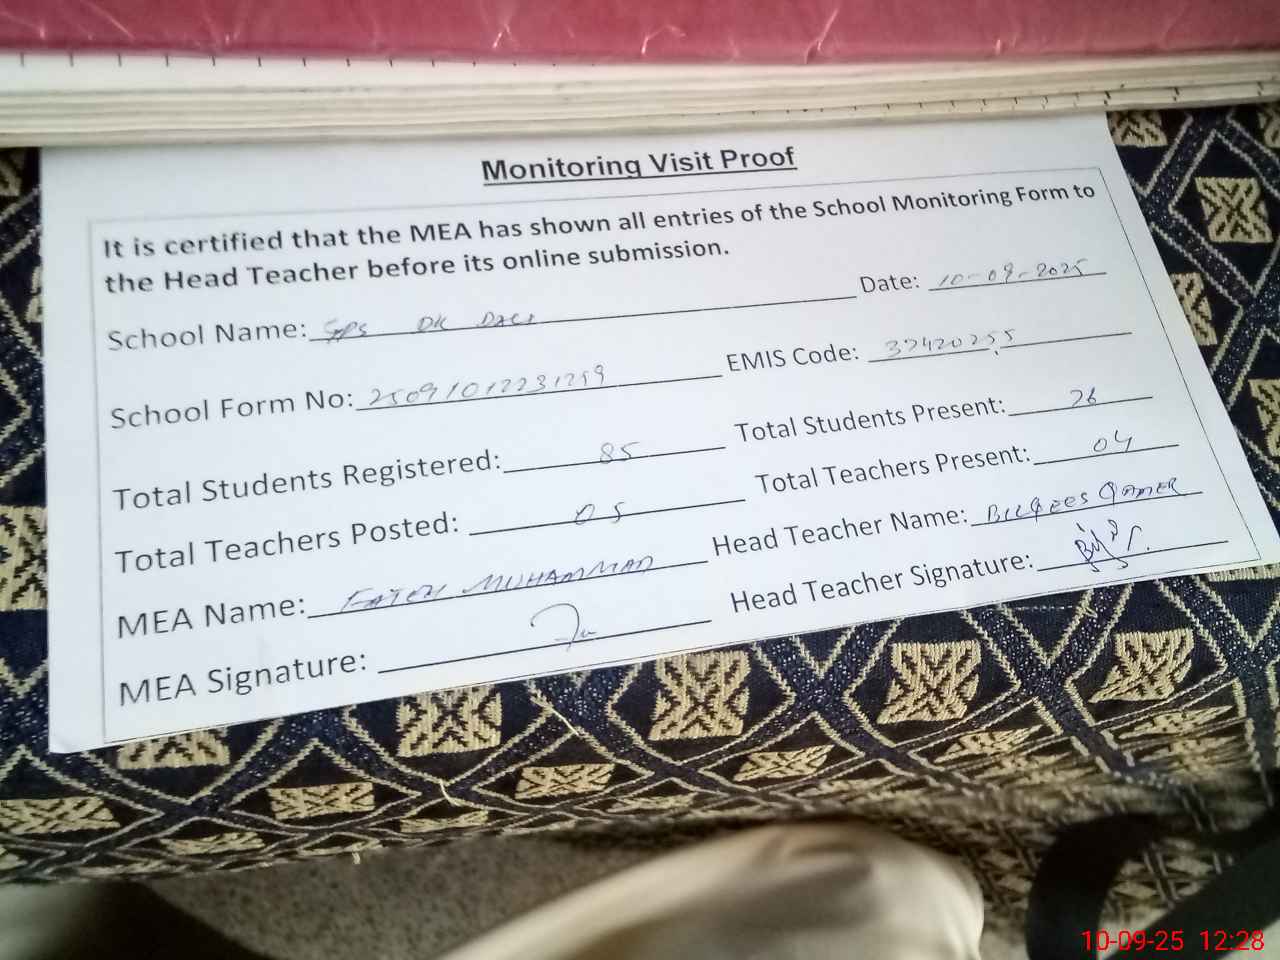 Monitoring Visit Proof
It is certified that the MEA has shown all entries of the School Monitoring Form to
the Head Teacher before its online submission.
School Name: DK Date: 10-09-2025
School Form No: 25091012231259 EMIS Code: 37420255
Total Students Registered: 85 Total Students Present: 76
Total Teachers Posted: 05 Total Teachers Present: 04
MEA Name: FATEH MUHAMMAD Head Teacher Name: BILQEES QAMER
MEA Signature: Head Teacher Signature:
10-09-25 12:28